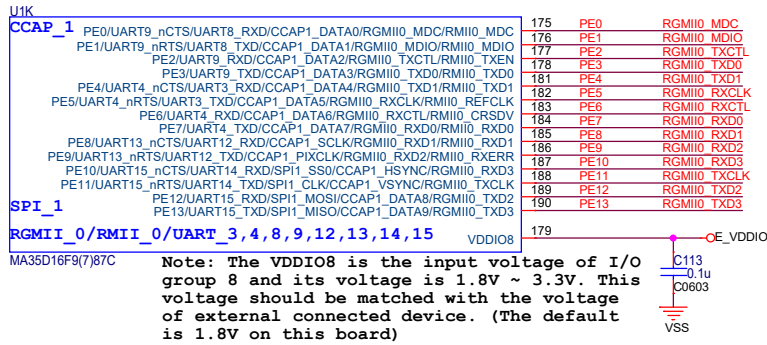 U1K
CCAP_1
PE0/UART9_nCTS/UART8_RXD/CCAP1_DATA0/RGMII0_MDC/RMII0_MDC 175 PE0 RGMII0_MDC
PE1/UART9_nRTS/UART8_TXD/CCAP1_DATA1/RGMII0_MDIO/RMII0_MDIO 176 PE1 RGMII0_MDIO
PE2/UART9_RXD/CCAP1_DATA2/RGMII0_TXCTL/RMII0_TXEN 177 PE2 RGMII0_TXCTL
PE3/UART9_TXD/CCAP1_DATA3/RGMII0_TXD0/RMII0_TXD0 178 PE3 RGMII0_TXD0
PE4/UART4_nCTS/UART3_RXD/CCAP1_DATA4/RGMII0_TXD1/RMII0_TXD1 181 PE4 RGMII0_TXD1
PE5/UART4_nRTS/UART3_TXD/CCAP1_DATA5/RGMII0_RXCLK/RMII0_REFCLK 182 PE5 RGMII0_RXCLK
PE6/UART4_RXD/CCAP1_DATA6/RGMII0_RXCTL/RMII0_CRSDV 183 PE6 RGMII0_RXCTL
PE7/UART4_TXD/CCAP1_DATA7/RGMII0_RXD0/RMII0_RXD0 184 PE7 RGMII0_RXD0
PE8/UART13_nCTS/UART12_RXD/CCAP1_SCLK/RGMII0_RXD1/RMII0_RXD1 185 PE8 RGMII0_RXD1
PE9/UART13_nRTS/UART12_TXD/CCAP1_PIXCLK/RGMII0_RXD2/RMII0_RXERR 186 PE9 RGMII0_RXD2
PE10/UART15_nCTS/UART14_RXD/SPI1_SS0/CCAP1_HSYNC/RGMII0_RXD3 187 PE10 RGMII0_RXD3
PE11/UART15_nRTS/UART14_TXD/SPI1_CLK/CCAP1_VSYNC/RGMII0_TXCLK 188 PE11 RGMII0_TXCLK
PE12/UART15_RXD/SPI1_MOSI/CCAP1_DATA8/RGMII0_TXD2 189 PE12 RGMII0_TXD2
SPI_1
PE13/UART15_TXD/SPI1_MISO/CCAP1_DATA9/RGMII0_TXD3 190 PE13 RGMII0_TXD3
RGMII_0/RMII_0/UART_3,4,8,9,12,13,14,15 VDDIO8 179 E_VDDIO
MA35D16F9(7)87C
Note: The VDDIO8 is the input voltage of I/O
group 8 and its voltage is 1.8V ~ 3.3V. This
voltage should be matched with the voltage
of external connected device. (The default
is 1.8V on this board)
C113
0.1u
C0603
VSS